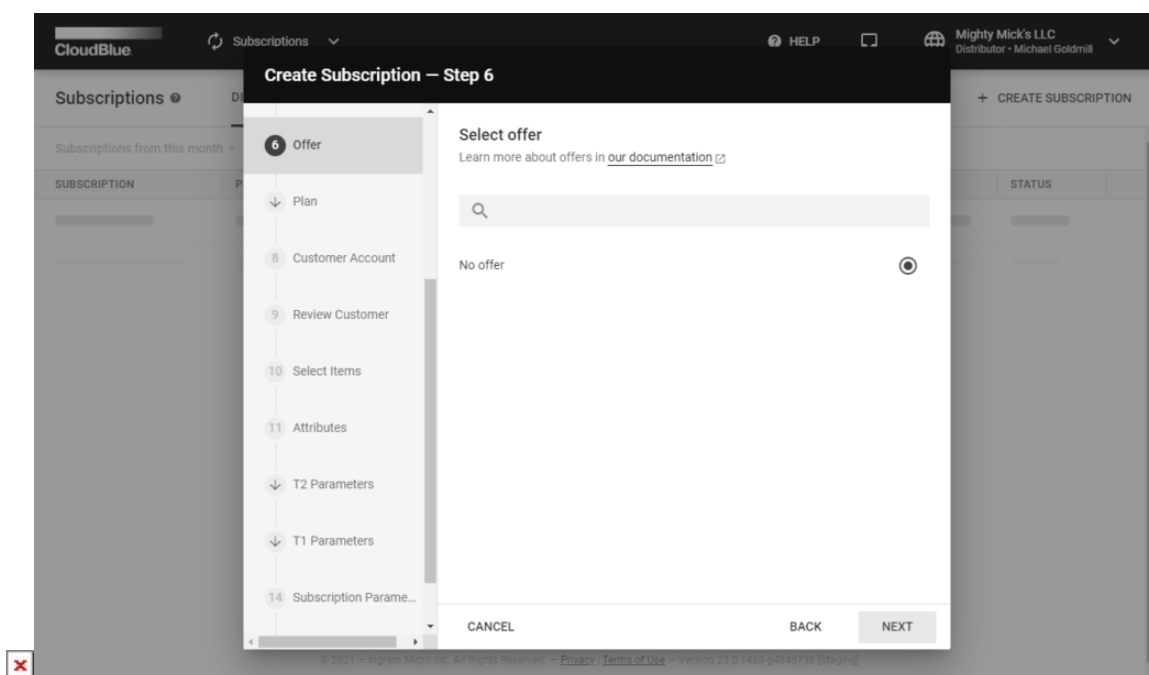 CloudBlue.
Subscriptions
HELP
Mighty Mick's LLC
Distributor • Michael Goldmill
Create Subscription — Step 6
Subscriptions
DI
+ CREATE SUBSCRIPTION
Subscriptions from this month
SUBSCRIPTION
P
STATUS
6 Offer
Plan
8 Customer Account
9 Review Customer
10 Select Items
11 Attributes
T2 Parameters
T1 Parameters
14 Subscription Parame...
Select offer
Learn more about offers in our documentation
No offer
CANCEL
BACK
NEXT
© 2021 — Ingram Micro Inc. All Rights Reserved. — Privacy | Terms of Use — Version 23.0.1463-g484d736 [Staging]